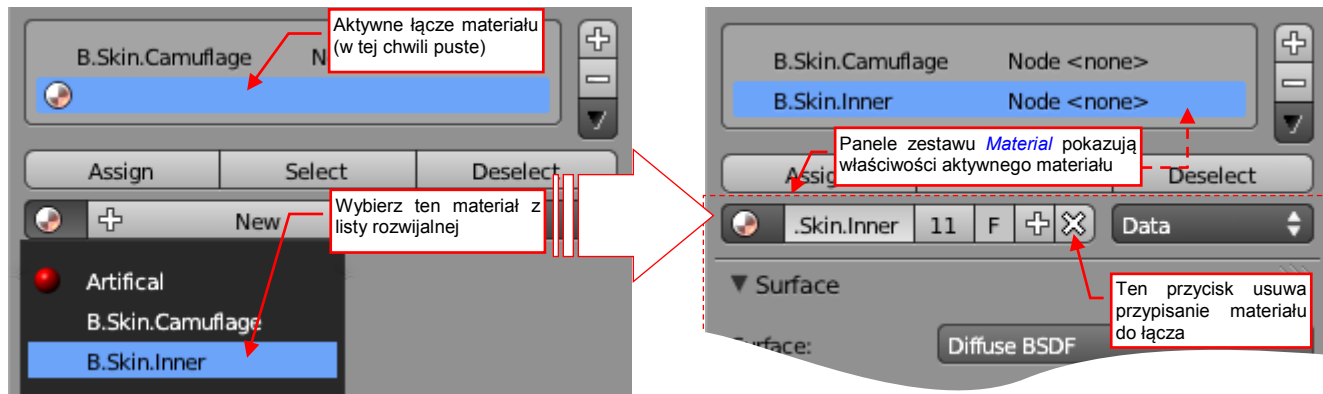 Aktywne łącze materiału
(w tej chwili puste)
B.Skin.Camuflage N
Assign Select Deselect
New
Wybierz ten materiał z
listy rozwijalnej
Artifical
B.Skin.Camuflage
B.Skin.Inner
B.Skin.Camuflage Node <none>
B.Skin.Inner Node <none>
Panele zestawu Material pokazują
właściwości aktywnego materiału
Assig Deselect
.Skin.Inner 11 F Data
Surface
Ten przycisk usuwa
przypisanie materiału
do łącza
Surface: Diffuse BSDF